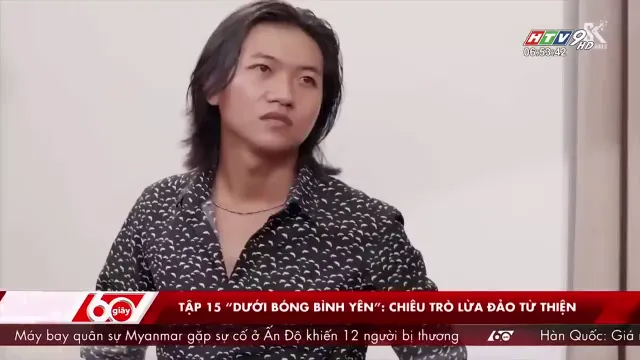 HTV9 HD
06:53:42
60 giây
TẬP 15 “DƯỚI BÓNG BÌNH YÊN”: CHIÊU TRÒ LỪA ĐẢO TỪ THIỆN
Máy bay quân sự Myanmar gặp sự cố ở Ấn Độ khiến 12 người bị thương 60 Hàn Quốc: Giá